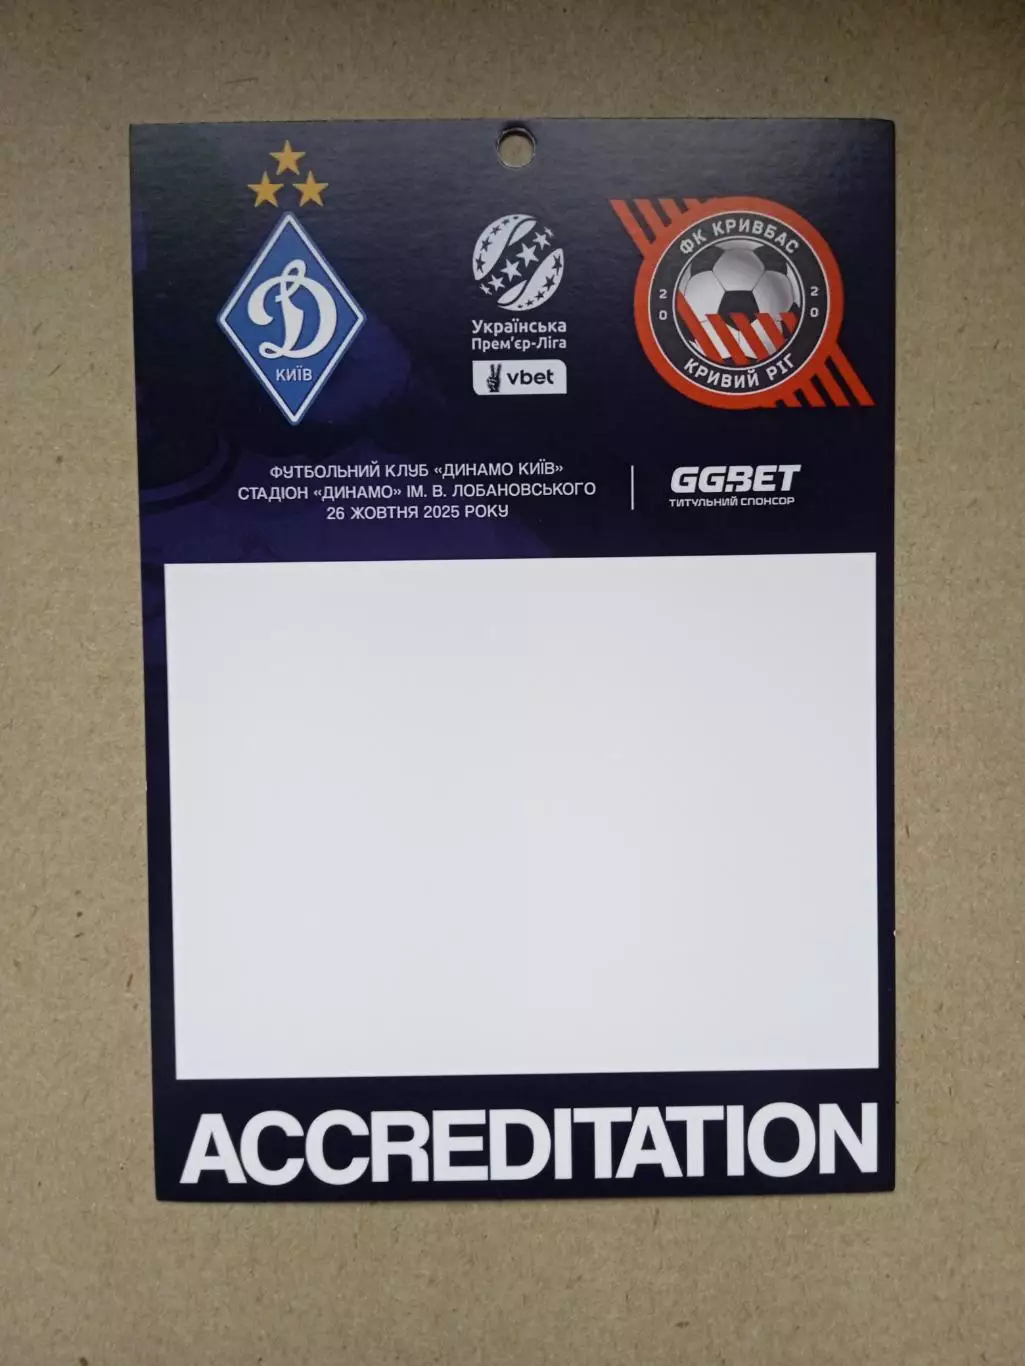 Д
КИЇВ
Українська
Прем'єр-Ліга
vbet
ФК КРИВБАС
20 20
КРИВИЙ РІГ
ФУТБОЛЬНИЙ КЛУБ «ДИНАМО КИЇВ»
СТАДІОН «ДИНАМО» ІМ. В. ЛОБАНОВСЬКОГО
26 ЖОВТНЯ 2025 РОКУ
GGBET
ТИТУЛЬНИЙ СПОНСОР
ACCREDITATION